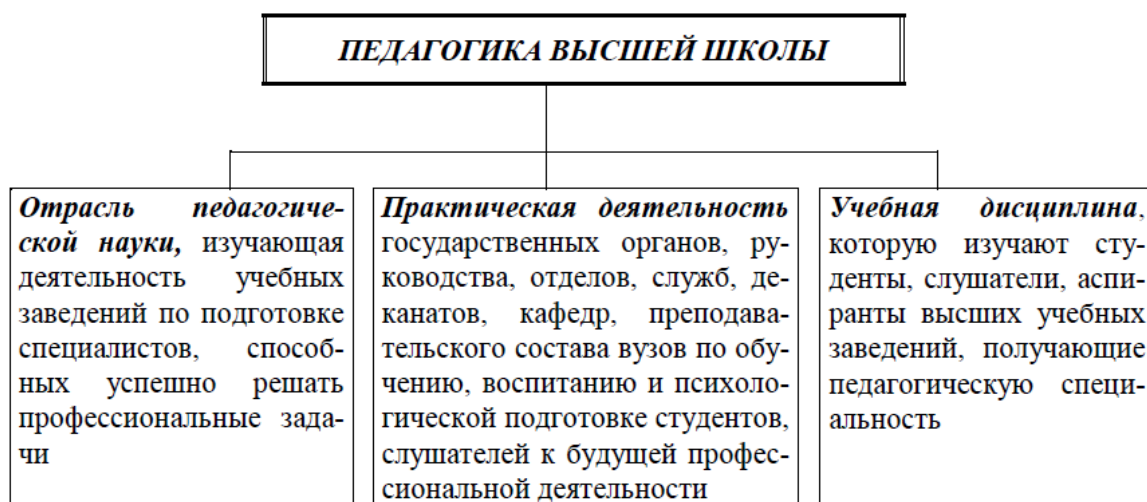 ПЕДАГОГИКА ВЫСШЕЙ ШКОЛЫ
Отрасль педагогиче-
ской науки, изучающая
деятельность учебных
заведений по подготовке
специалистов, способ-
ных успешно решать
профессиональные зада-
чи
Практическая деятельность
государственных органов, ру-
ководства, отделов, служб, де-
канатов, кафедр, преподава-
тельского состава вузов по обу-
чению, воспитанию и психоло-
гической подготовке студентов,
слушателей к будущей профес-
сиональной деятельности
Учебная дисциплина,
которую изучают сту-
денты, слушатели, аспи-
ранты высших учебных
заведений, получающие
педагогическую специ-
альность